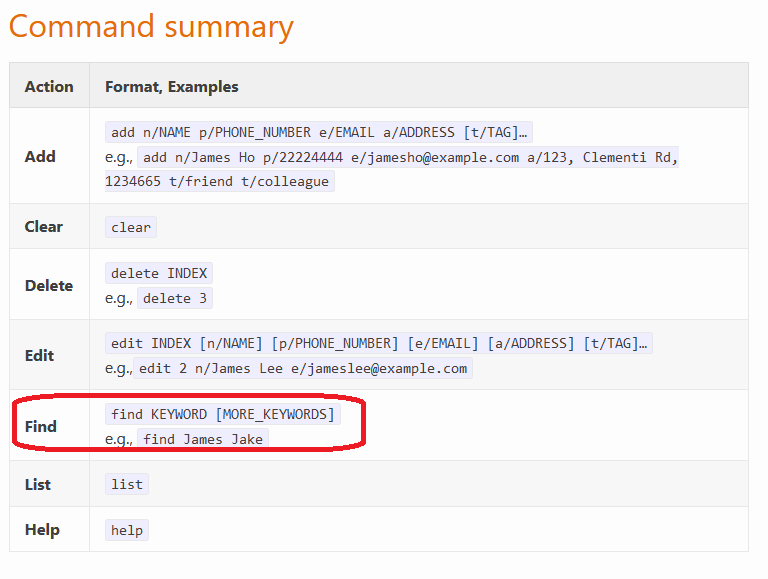 Command summary
Action Format, Examples
Add add n/NAME p/PHONE_NUMBER e/EMAIL a/ADDRESS [t/TAG]…
e.g., add n/James Ho p/22224444 e/jamesho@example.com a/123, Clementi Rd,
1234665 t/friend t/colleague
Clear clear
Delete delete INDEX
e.g., delete 3
Edit edit INDEX [n/NAME] [p/PHONE_NUMBER] [e/EMAIL] [a/ADDRESS] [t/TAG]…
e.g., edit 2 n/James Lee e/jameslee@example.com
Find find KEYWORD [MORE_KEYWORDS]
e.g., find James Jake
List list
Help help